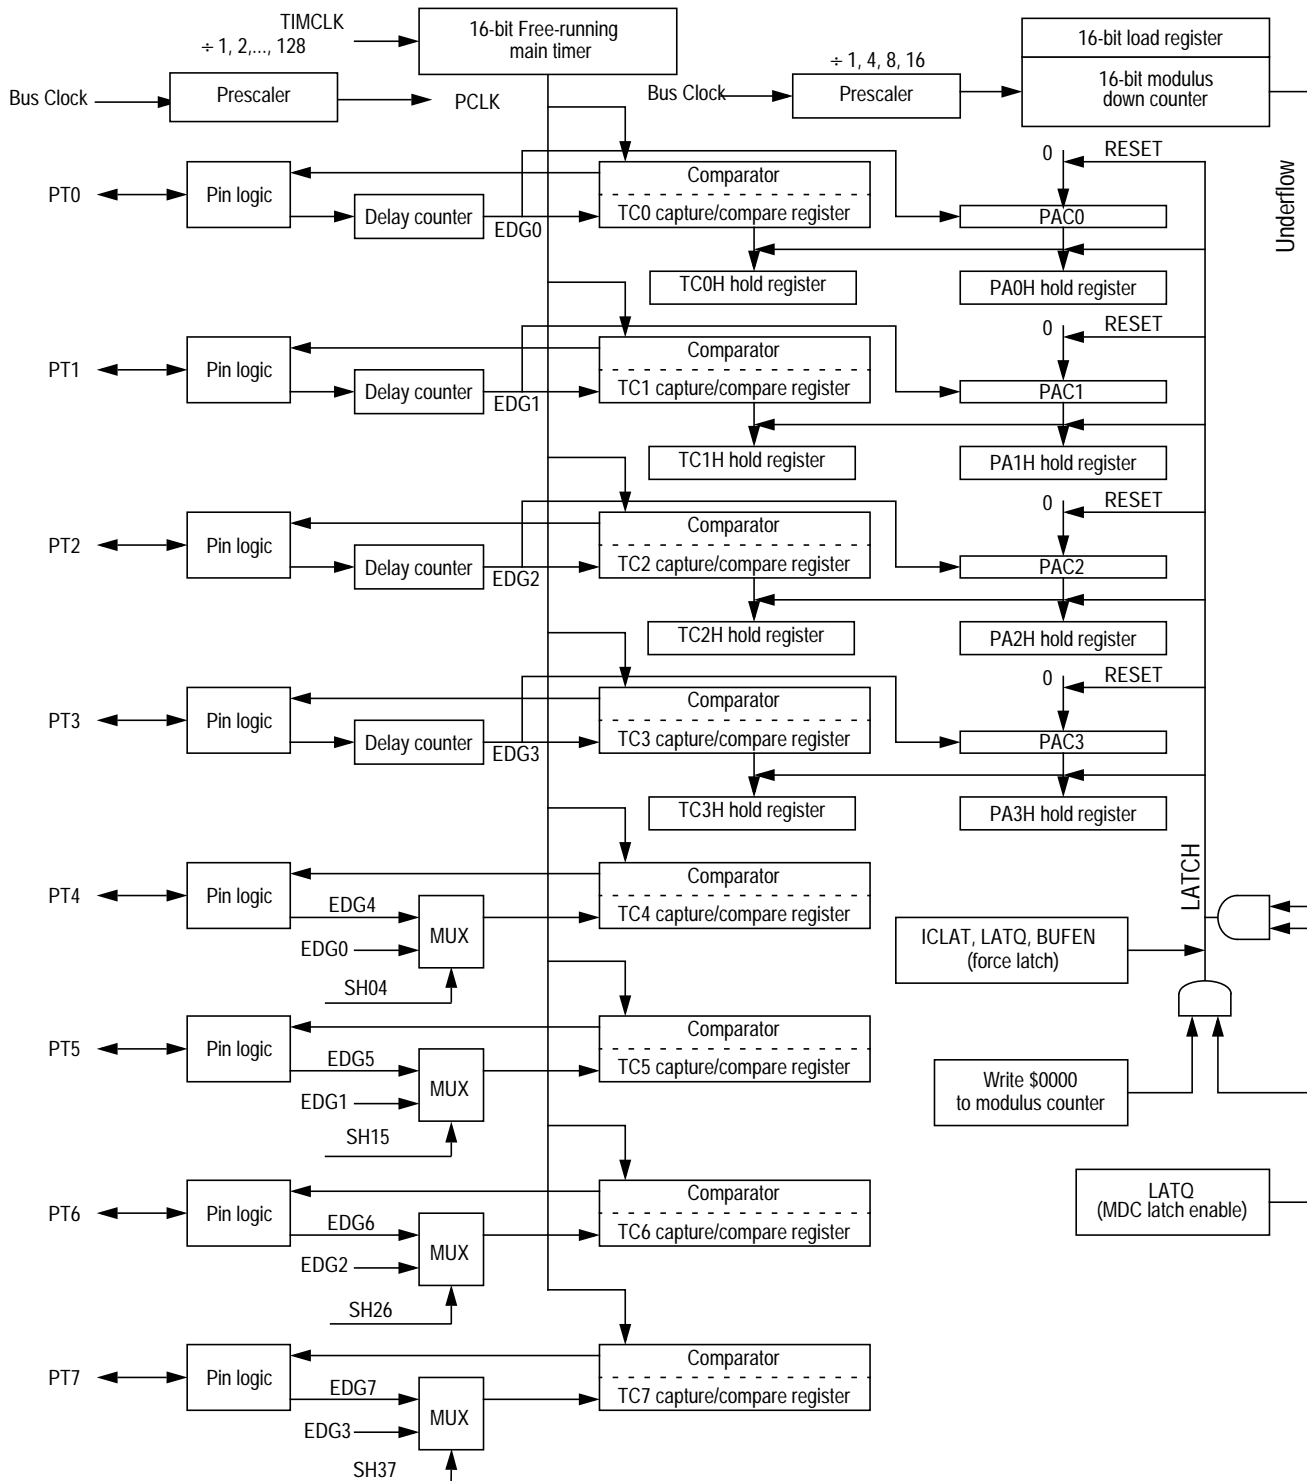 TIMCLK
÷ 1, 2,..., 128
16-bit Free-running
main timer
Bus Clock
Prescaler
PCLK
÷ 1, 4, 8, 16
Bus Clock
Prescaler
16-bit load register
16-bit modulus
down counter
Underflow
PT0
Pin logic
Delay counter
EDG0
Comparator
TC0 capture/compare register
TC0H hold register
0
RESET
PAC0
PA0H hold register
PT1
Pin logic
Delay counter
EDG1
Comparator
TC1 capture/compare register
TC1H hold register
0
RESET
PAC1
PA1H hold register
PT2
Pin logic
Delay counter
EDG2
Comparator
TC2 capture/compare register
TC2H hold register
0
RESET
PAC2
PA2H hold register
PT3
Pin logic
Delay counter
EDG3
Comparator
TC3 capture/compare register
TC3H hold register
0
RESET
PAC3
PA3H hold register
LATCH
PT4
Pin logic
EDG4
EDG0
MUX
SH04
Comparator
TC4 capture/compare register
ICLAT, LATQ, BUFEN
(force latch)
PT5
Pin logic
EDG5
EDG1
MUX
SH15
Comparator
TC5 capture/compare register
Write $0000
to modulus counter
PT6
Pin logic
EDG6
EDG2
MUX
SH26
Comparator
TC6 capture/compare register
LATQ
(MDC latch enable)
PT7
Pin logic
EDG7
EDG3
MUX
SH37
Comparator
TC7 capture/compare register